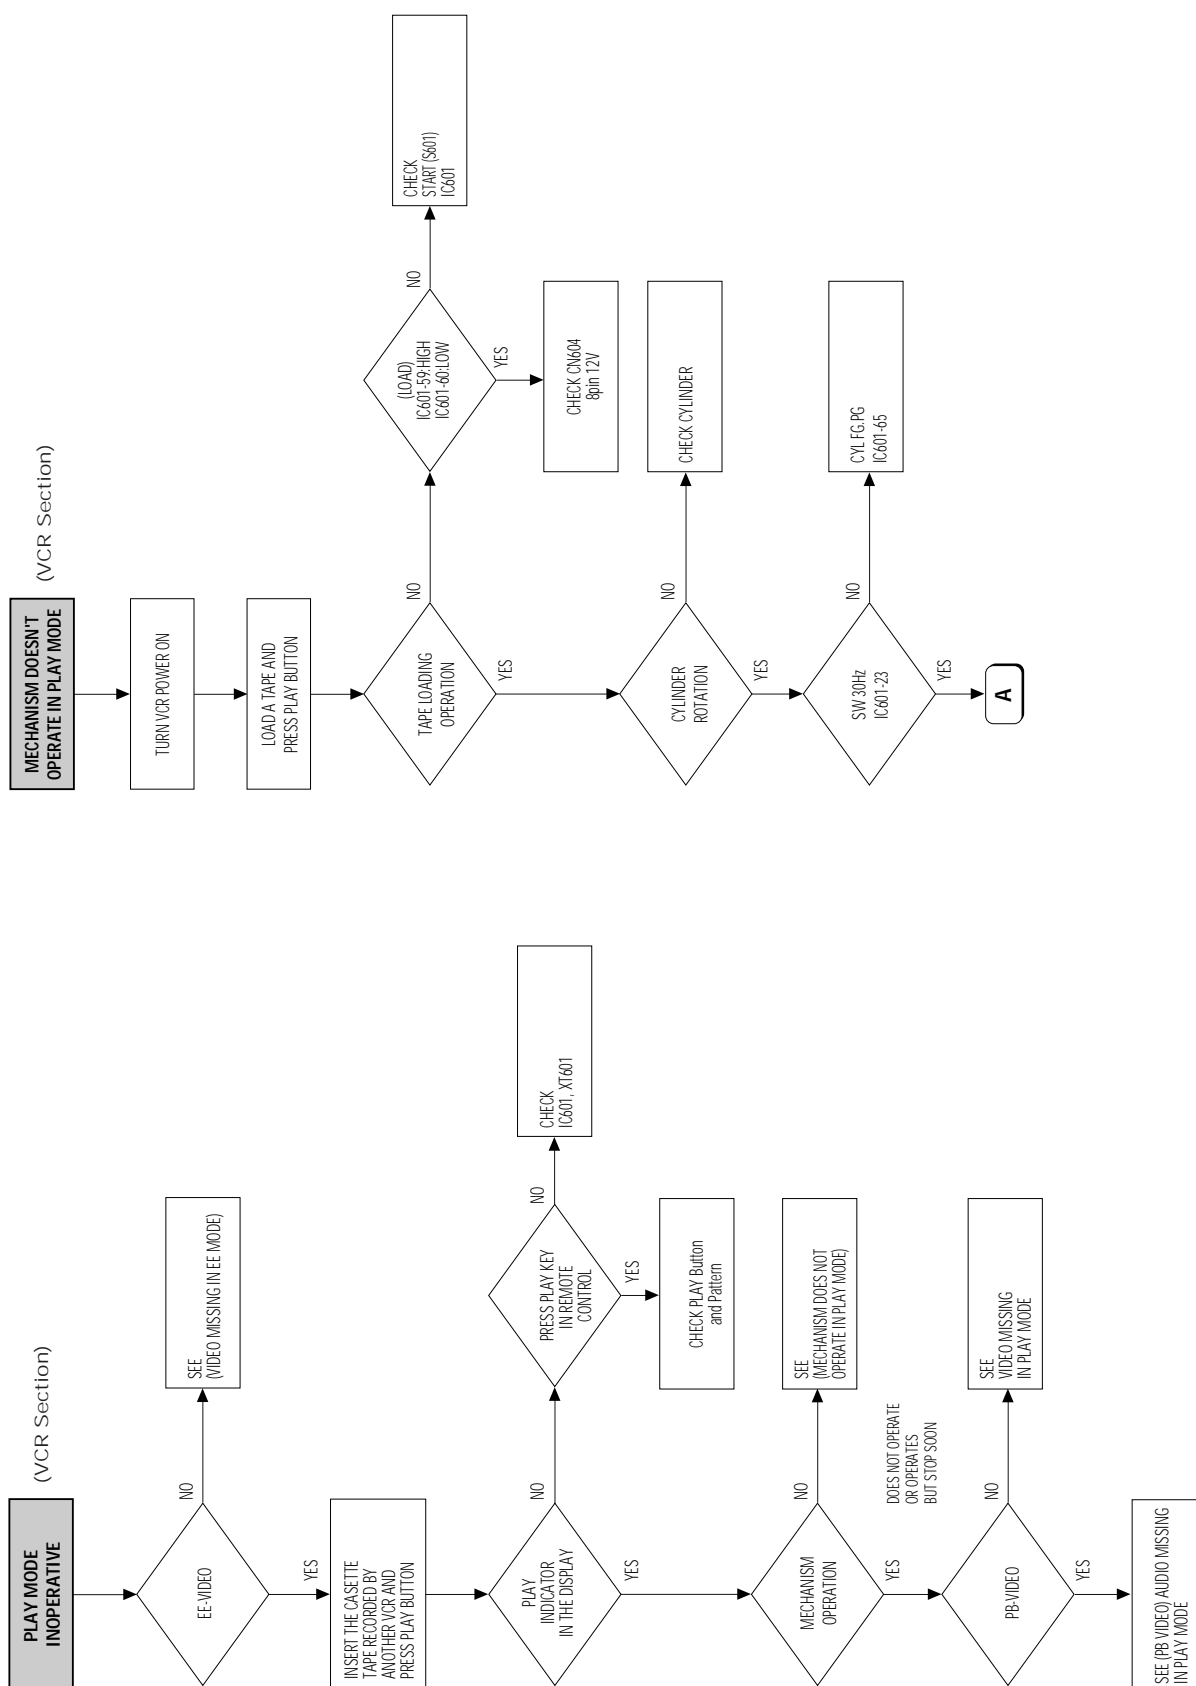 MECHANISM DOESN'T
OPERATE IN PLAY MODE
(VCR Section)
TURN VCR POWER ON
LOAD A TAPE AND
PRESS PLAY BUTTON
TAPE LOADING
OPERATION
NO
(LOAD)
IC601-59:HIGH
IC601-60:LOW
NO
CHECK
START (S601)
IC601
YES
CHECK CN604
8pin 12V
YES
CYLINDER
ROTATION
NO
CHECK CYLINDER
YES
SW 30Hz
IC601-23
NO
CYL FG.PG
IC601-65
YES
A
PLAY MODE
INOPERATIVE
(VCR Section)
EE-VIDEO
NO
SEE
(VIDEO MISSING IN EE MODE)
YES
INSERT THE CASETTE
TAPE RECORDED BY
ANOTHER VCR AND
PRESS PLAY BUTTON
PLAY
INDICATOR
IN THE DISPLAY
NO
PRESS PLAY KEY
IN REMOTE
CONTROL
NO
CHECK
IC601, XT601
YES
CHECK PLAY Button
and Pattern
YES
MECHANISM
OPERATION
NO
SEE
(MECHANISM DOES NOT
OPERATE IN PLAY MODE)
DOES NOT OPERATE
OR OPERATES
BUT STOP SOON
YES
PB-VIDEO
NO
SEE
VIDEO MISSING
IN PLAY MODE
YES
SEE (PB VIDEO) AUDIO MISSING
IN PLAY MODE